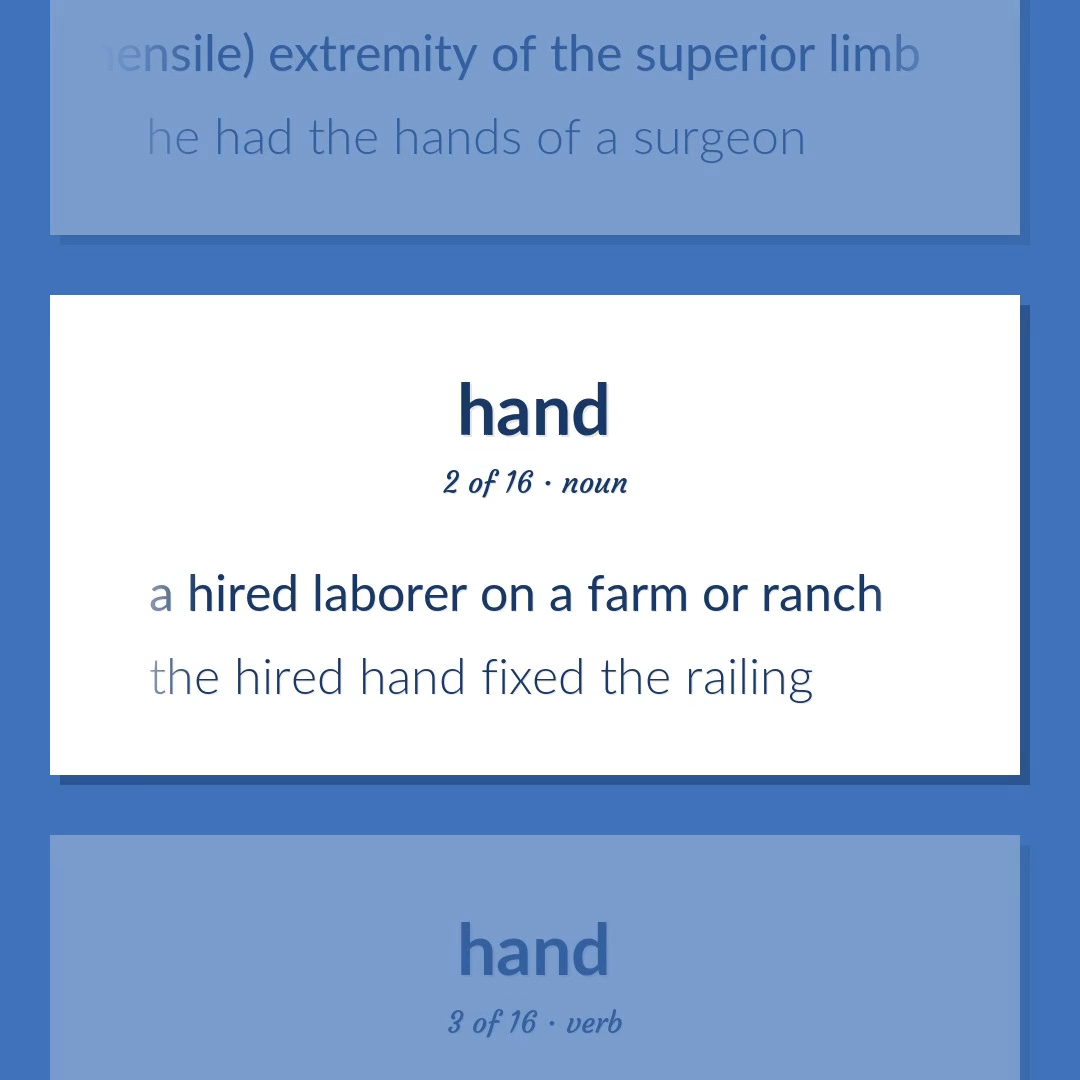 extremity of the superior limb
he had the hands of a surgeon
hand
2 of 16 · noun
a hired laborer on a farm or ranch
the hired hand fixed the railing
hand
3 of 16 · verb